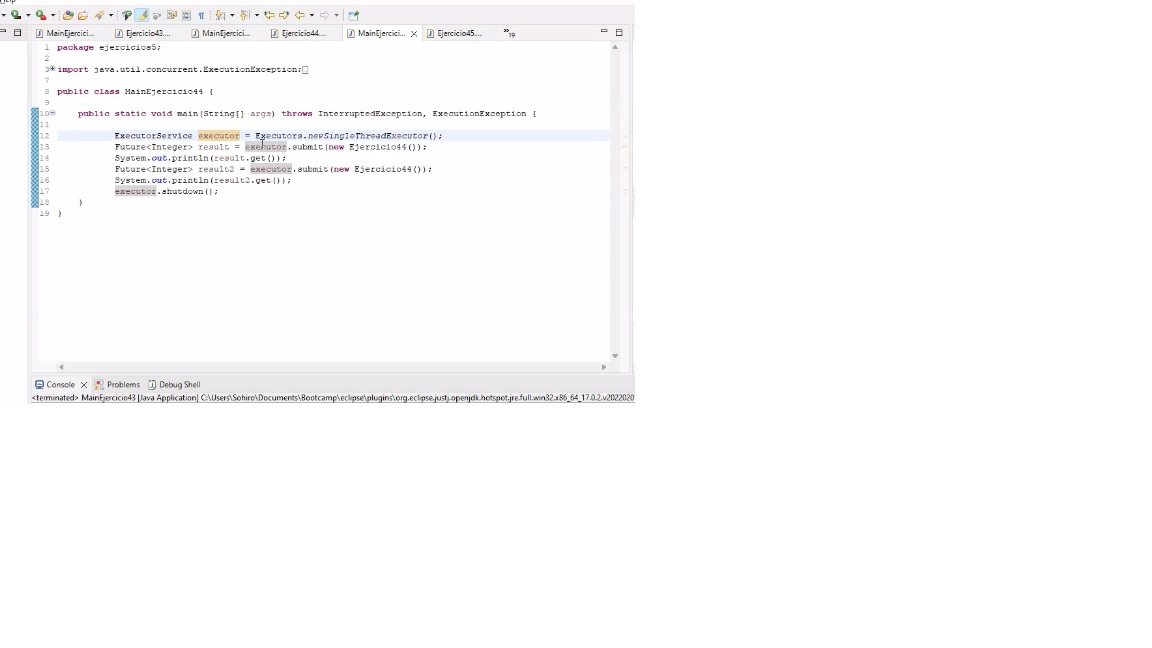 MainEjercici... Ejercicio43.... MainEjercici... Ejercicio44.... MainEjercici... Ejercicio45.... »19
1 package ejercicios5;
2
3 import java.util.concurrent.ExecutionException;
7
8 public class MainEjercicio44 {
9
10 public static void main(String[] args) throws InterruptedException, ExecutionException {
11
12 ExecutorService executor = Executors.newSingleThreadExecutor();
13 Future<Integer> result = executor.submit(new Ejercicio44());
14 System.out.println(result.get());
15 Future<Integer> result2 = executor.submit(new Ejercicio44());
16 System.out.println(result2.get());
17 executor.shutdown();
18 }
19 }
Console Problems Debug Shell
<terminated> MainEjercicio43 [Java Application] C:\Users\Sohiro\Documents\Bootcamp\eclipse\plugins\org.eclipse.justj.openjdk.hotspot.jre.full.win32.x86_64_17.0.2.v2022020